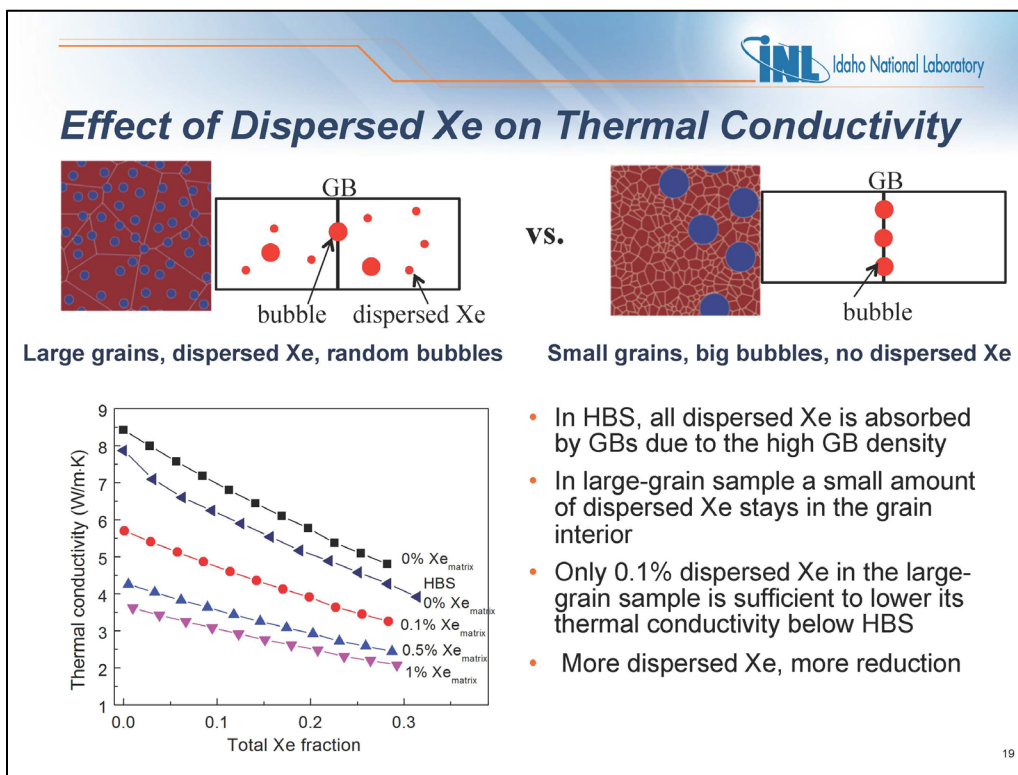 INL Idaho National Laboratory
Effect of Dispersed Xe on Thermal Conductivity
GB
bubble dispersed Xe
Large grains, dispersed Xe, random bubbles
vs.
GB
bubble
Small grains, big bubbles, no dispersed Xe
Thermal conductivity (W/m·K)
9
8
7
6
5
4
3
2
1
0.0 0.1 0.2 0.3
Total Xe fraction
0% Xematrix
HBS
0% Xematrix
0.1% Xematrix
0.5% Xematrix
1% Xematrix
• In HBS, all dispersed Xe is absorbed
by GBs due to the high GB density
• In large-grain sample a small amount
of dispersed Xe stays in the grain
interior
• Only 0.1% dispersed Xe in the large-
grain sample is sufficient to lower its
thermal conductivity below HBS
• More dispersed Xe, more reduction
19